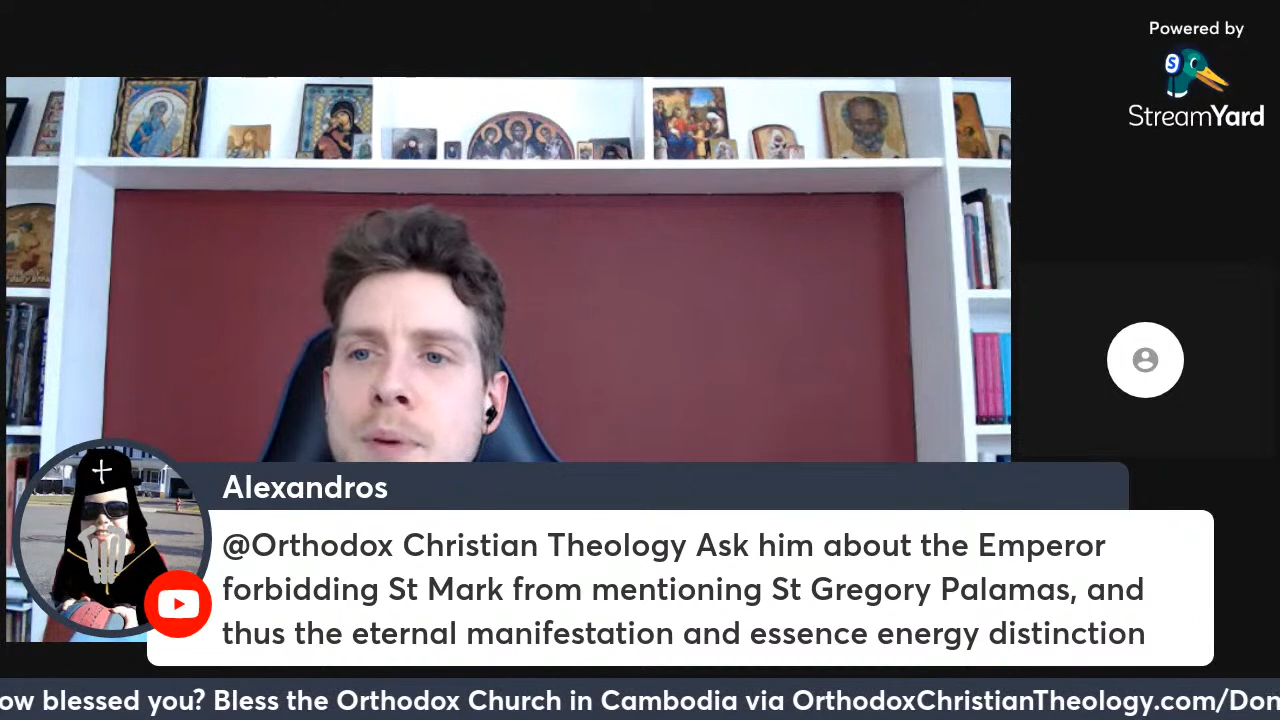 Powered by
S
StreamYard
Alexandros
@Orthodox Christian Theology Ask him about the Emperor
forbidding St Mark from mentioning St Gregory Palamas, and
thus the eternal manifestation and essence energy distinction
ow blessed you? Bless the Orthodox Church in Cambodia via OrthodoxChristianTheology.com/Don